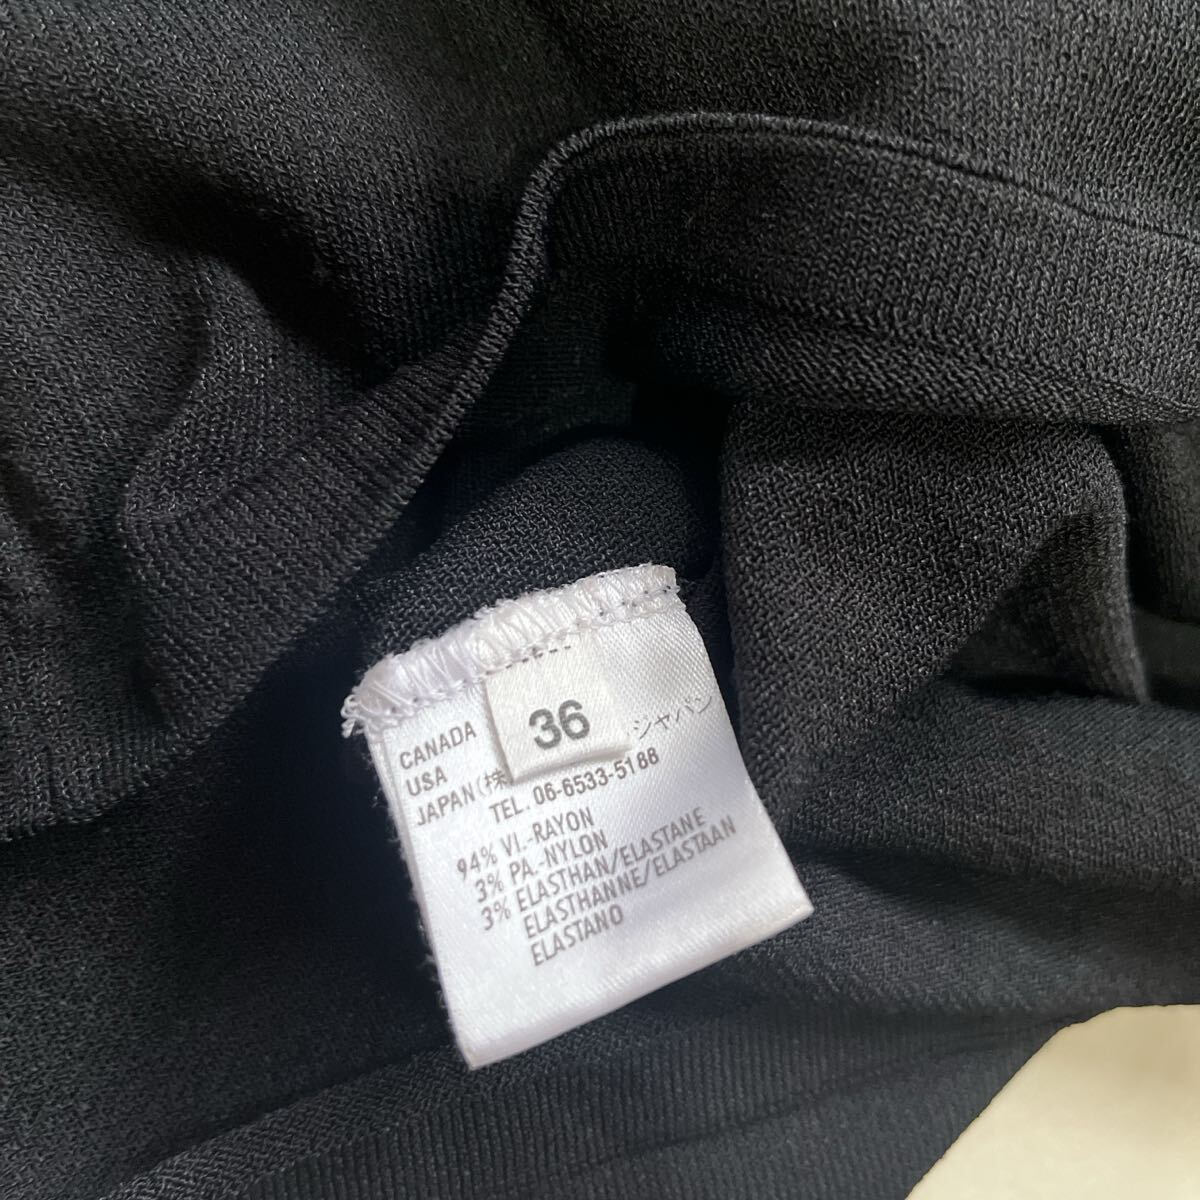 36
CANADA
USA
JAPAN(株 シャパン
TEL. 06-6533-5188
94% VI.-RAYON
3% PA.-NYLON
3% ELASTHAN/ELASTANE
ELASTHANNE/ELASTAAN
ELASTANO